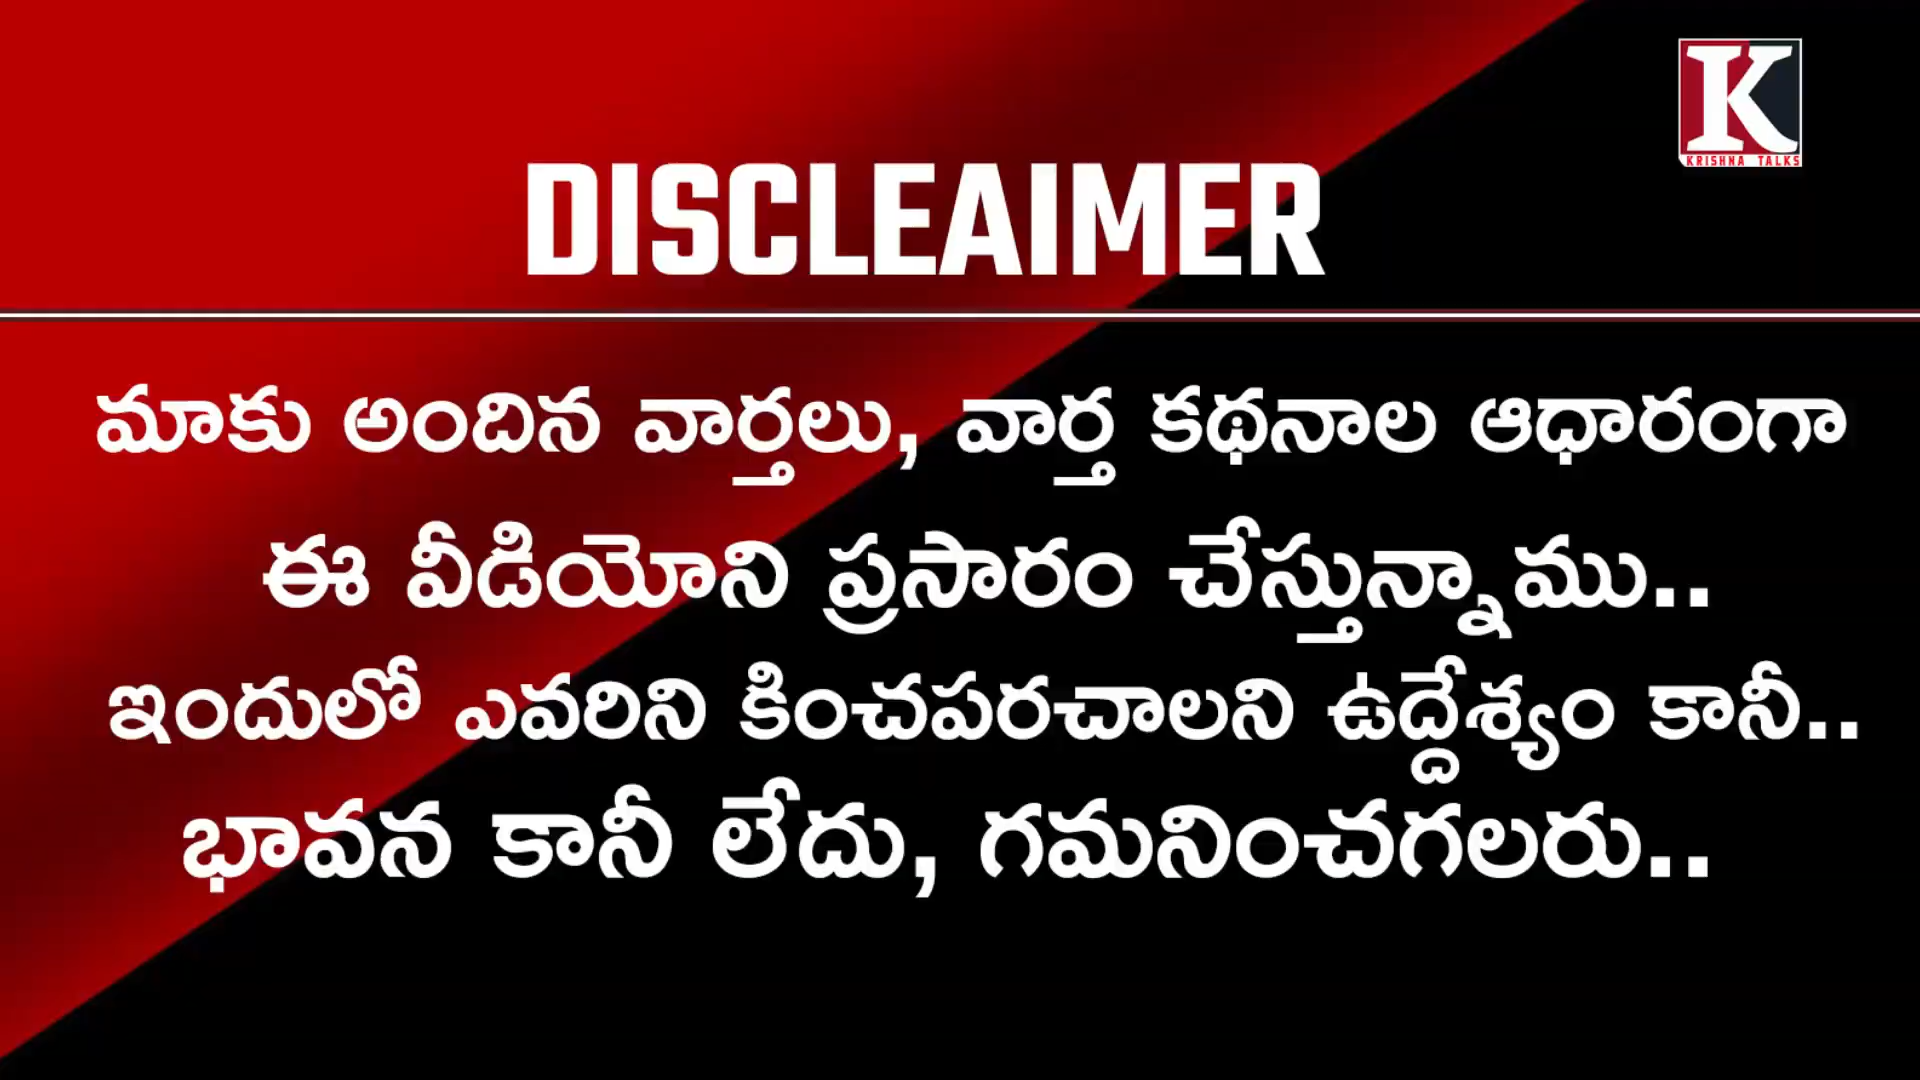 K
KRISHNA TALKS
DISCLEAIMER
మాకు అందిన వార్తలు, వార్త కథనాల ఆధారంగా
ఈ వీడియోని ప్రసారం చేస్తున్నాము..
ఇందులో ఎవరిని కించపరచాలని ఉద్దేశ్యం కానీ..
భావన కానీ లేదు, గమనించగలరు..